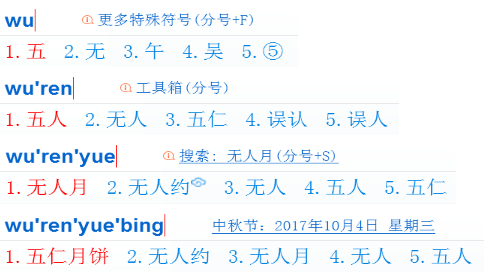 wu 更多特殊符号(分号+F)
1. 五 2. 无 3. 午 4. 吴 5. ⑤
wu'ren 工具箱(分号)
1. 五人 2. 无人 3. 五仁 4. 误认 5. 误人
wu'ren'yue 搜索: 无人月(分号+S)
1. 无人月 2. 无人约 3. 无人 4. 五人 5. 五仁
wu'ren'yue'bing 中秋节: 2017年10月4日 星期三
1. 五仁月饼 2. 无人约 3. 无人月 4. 无人 5. 五人